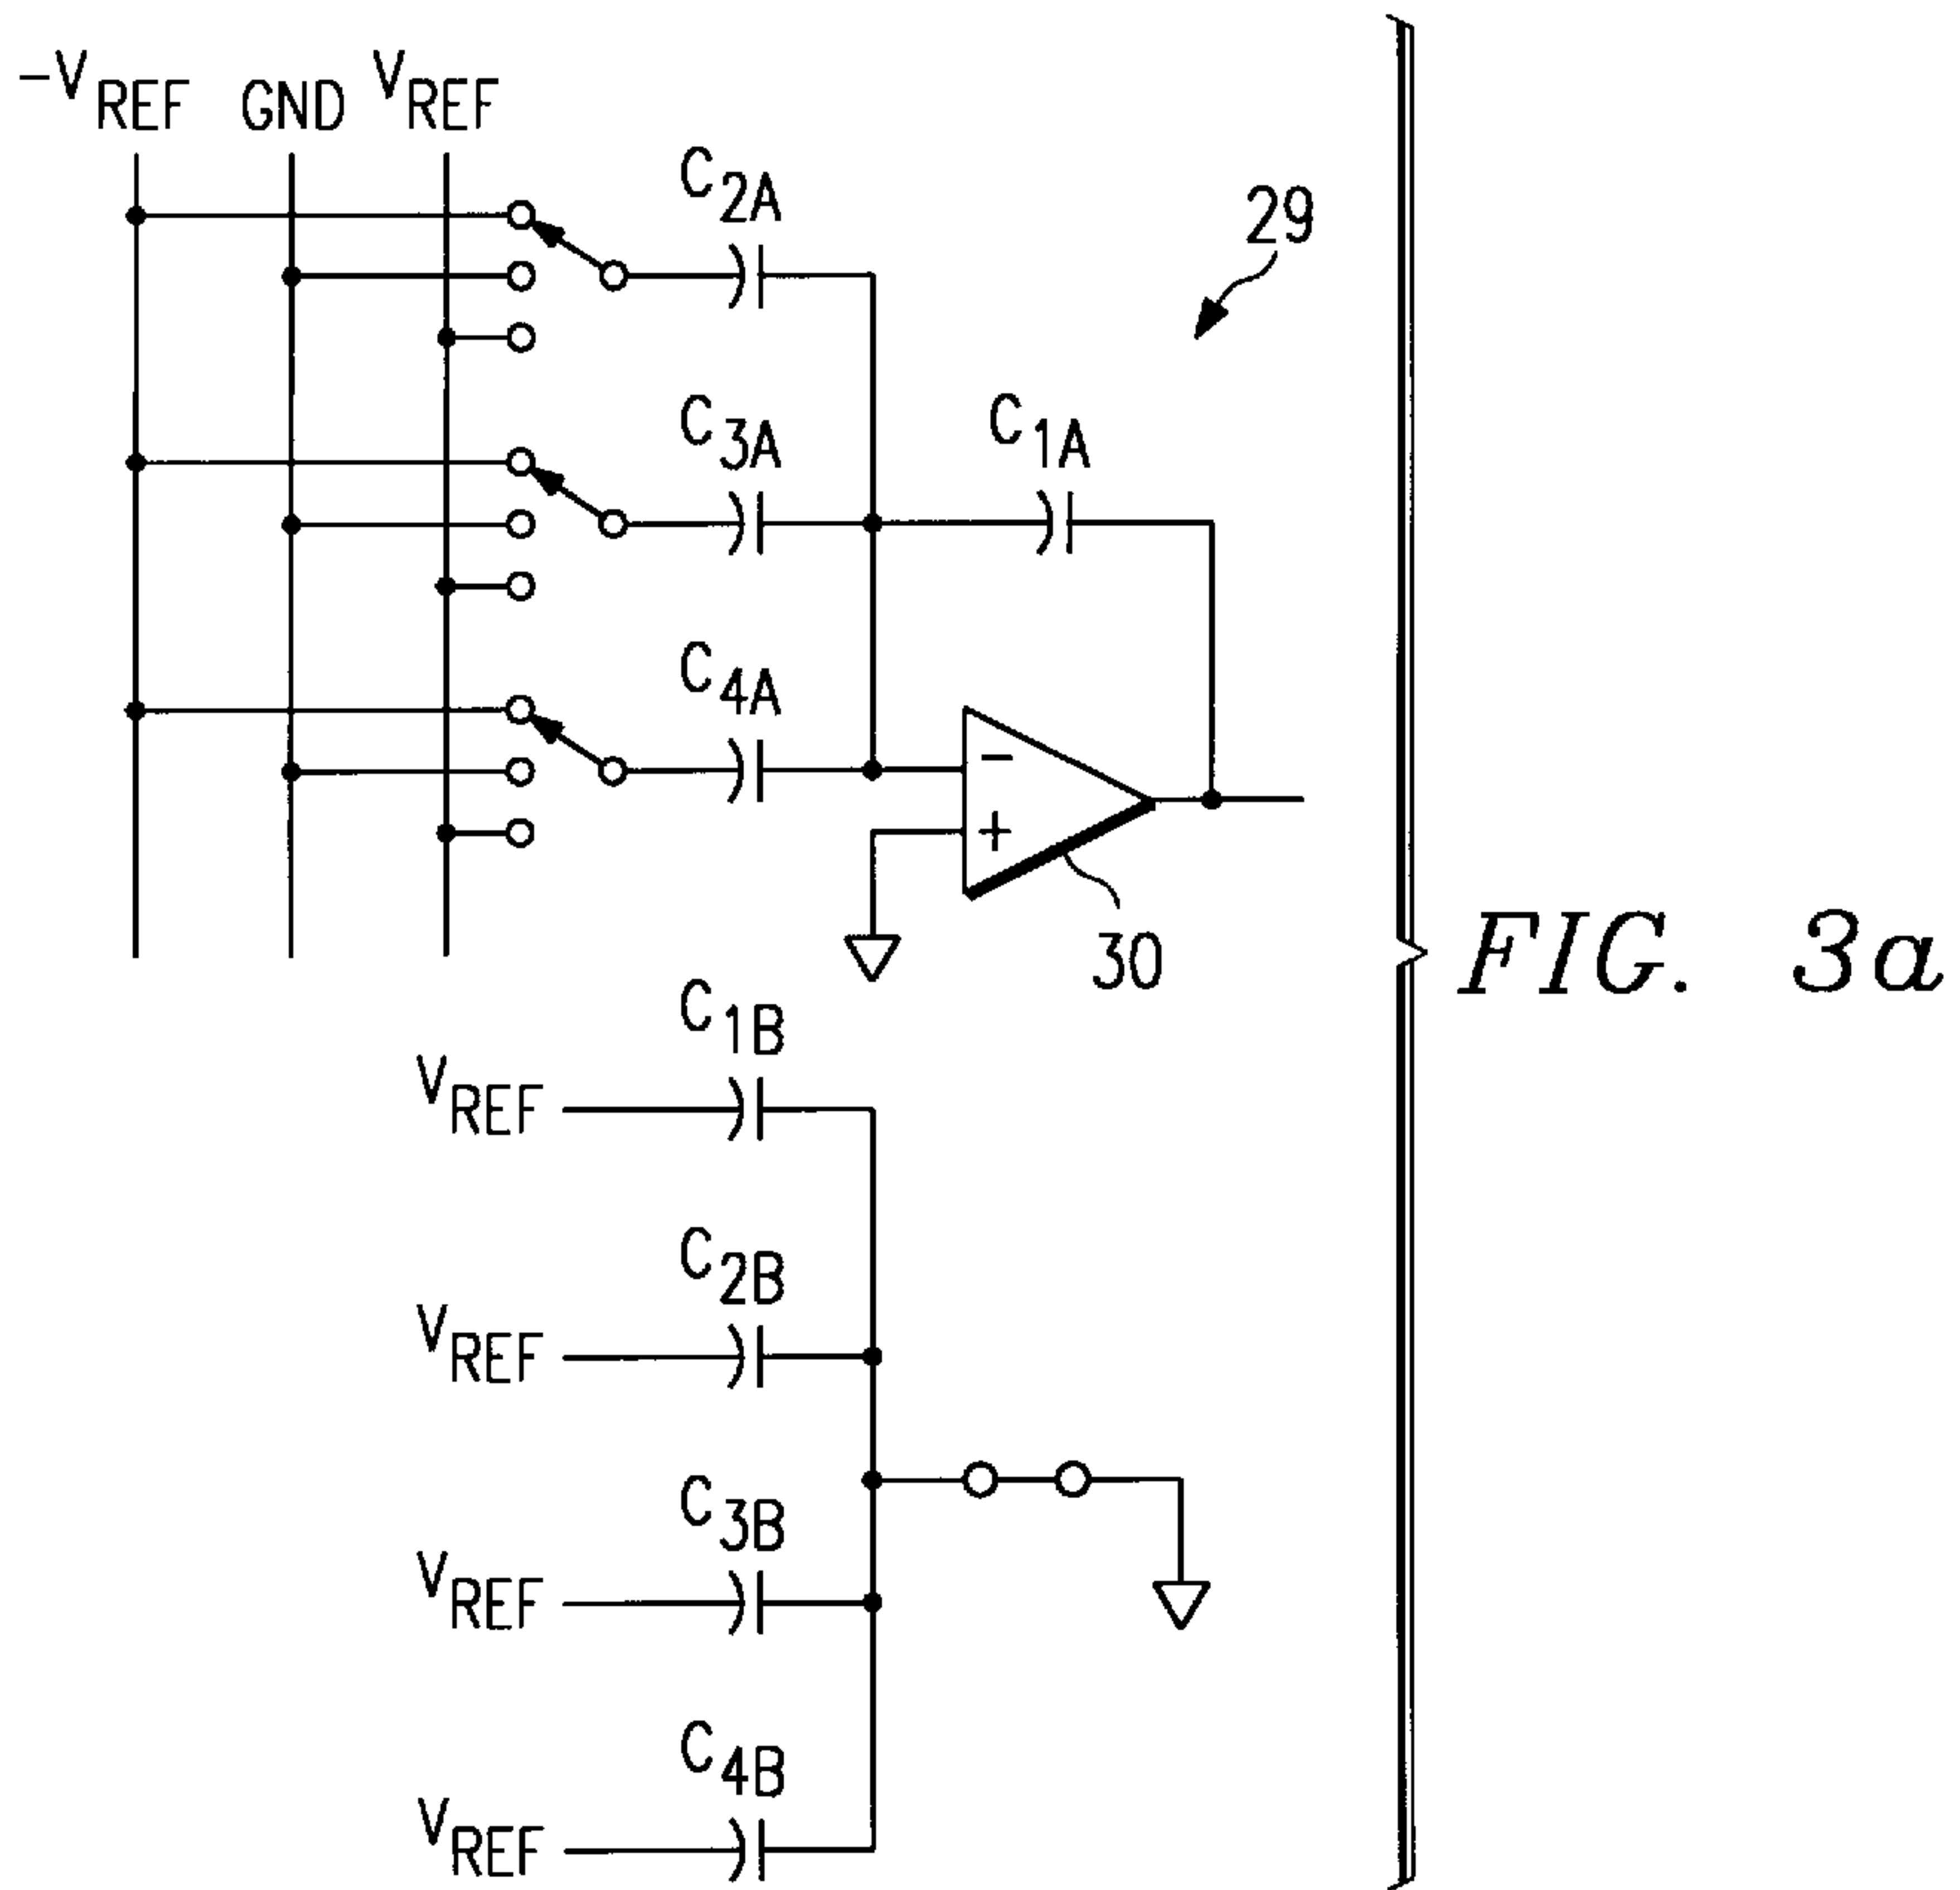 -VREF GND VREF
C2A
29
C3A
C1A
C4A
-
+
30
FIG. 3a
C1B
VREF
C2B
VREF
C3B
VREF
C4B
VREF